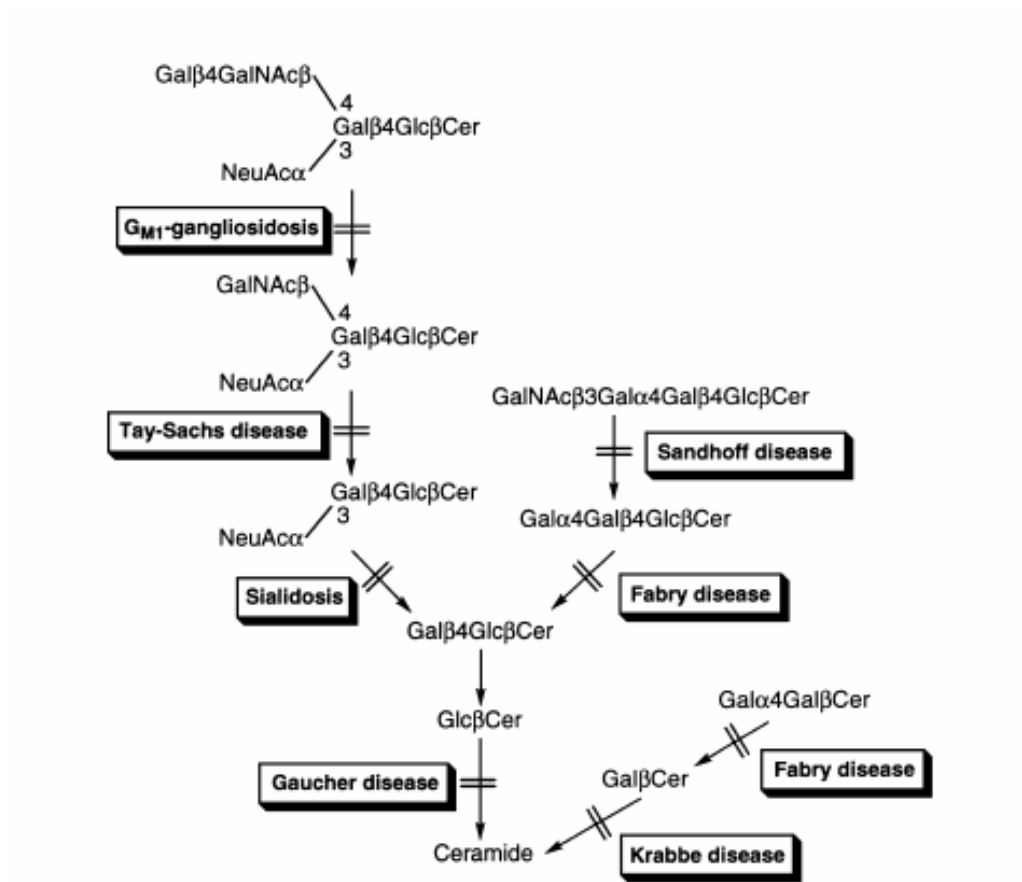 Galβ4GalNAcβ
4
Galβ4GlcβCer
3
NeuAcα
GM1-gangliosidosis
GalNAcβ
4
Galβ4GlcβCer
3
NeuAcα
GalNAcβ3Galα4Galβ4GlcβCer
Tay-Sachs disease
Sandhoff disease
Galβ4GlcβCer
3
NeuAcα
Galα4Galβ4GlcβCer
Sialidosis
Fabry disease
Galβ4GlcβCer
Galα4GalβCer
GlcβCer
Fabry disease
Gaucher disease
GalβCer
Ceramide
Krabbe disease